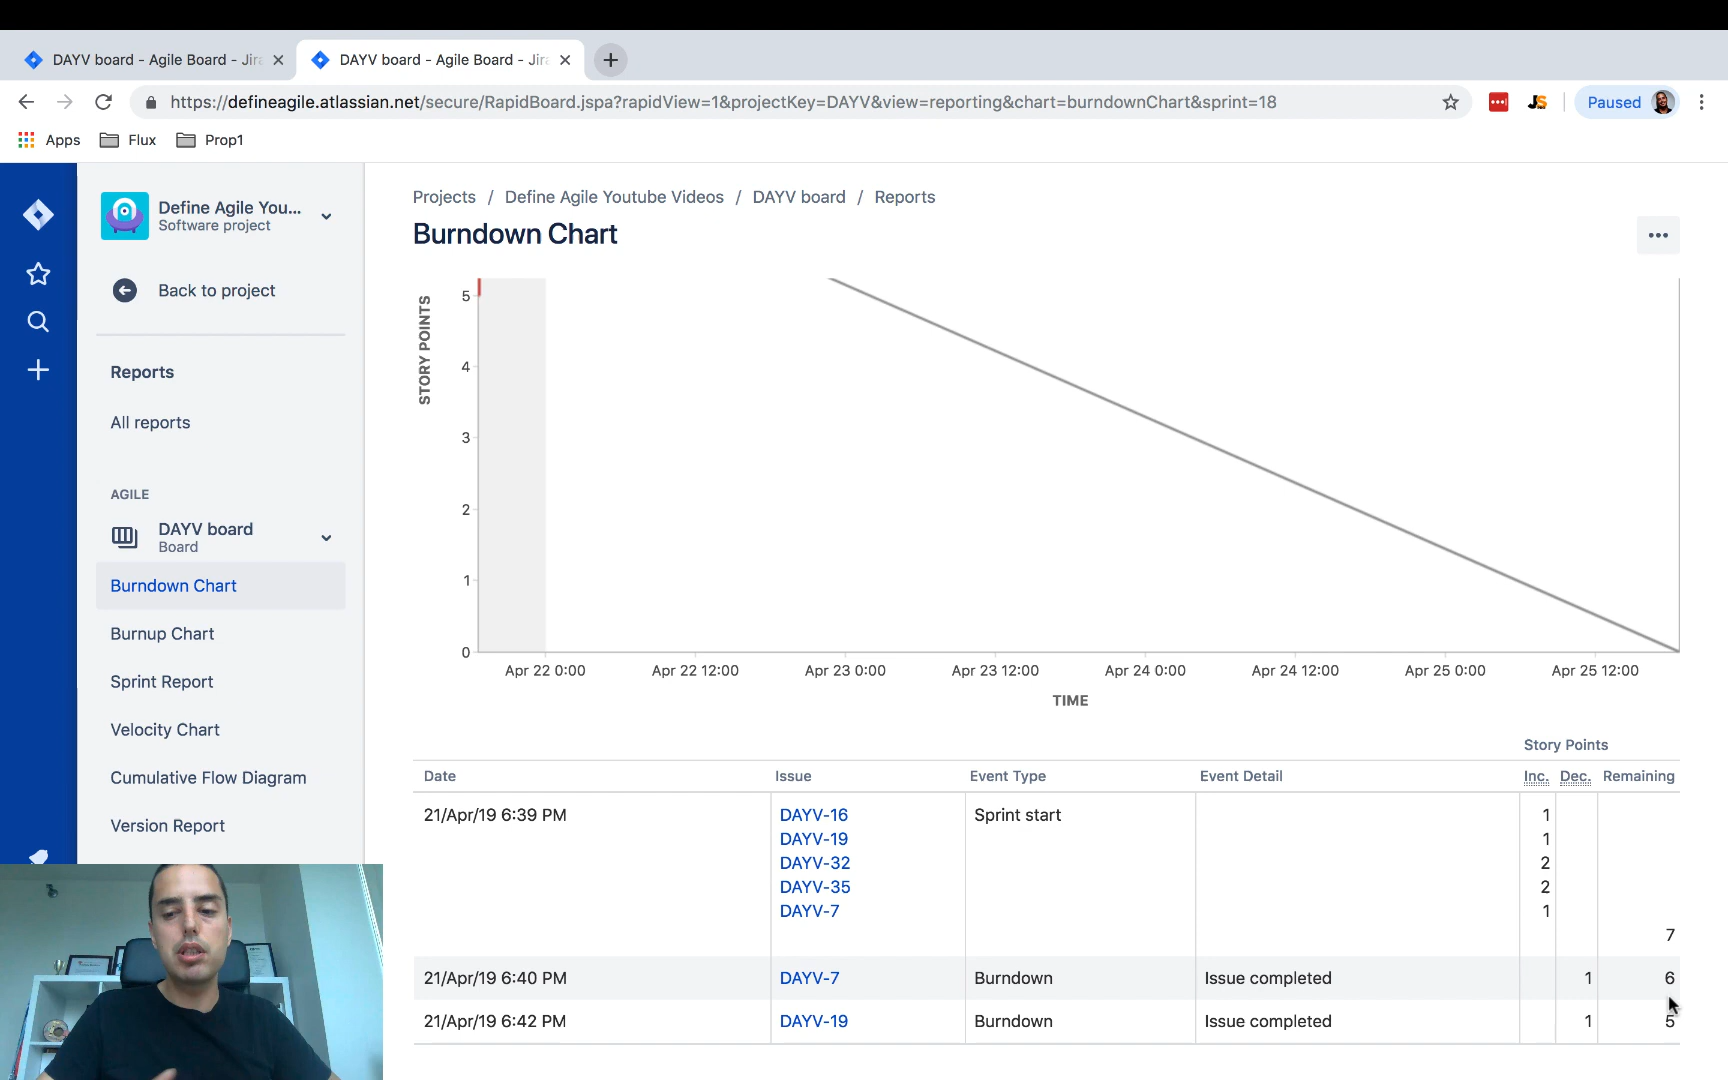 DAYV board - Agile Board - Jira
DAYV board - Agile Board - Jira
https://defineagile.atlassian.net/secure/RapidBoard.jspa?rapidView=1&projectKey=DAYV&view=reporting&chart=burndownChart&sprint=18
JS
Paused
Apps
Flux
Prop1
Define Agile You...
Software project
Back to project
Reports
All reports
AGILE
DAYV board
Board
Burndown Chart
Burnup Chart
Sprint Report
Velocity Chart
Cumulative Flow Diagram
Version Report
Projects / Define Agile Youtube Videos / DAYV board / Reports
Burndown Chart
STORY POINTS
5
4
3
2
1
0
Apr 22 0:00 Apr 22 12:00 Apr 23 0:00 Apr 23 12:00 Apr 24 0:00 Apr 24 12:00 Apr 25 0:00 Apr 25 12:00
TIME
Story Points
Date Issue Event Type Event Detail Inc. Dec. Remaining
21/Apr/19 6:39 PM DAYV-16 Sprint start 1
DAYV-19 1
DAYV-32 2
DAYV-35 2
DAYV-7 1
7
21/Apr/19 6:40 PM DAYV-7 Burndown Issue completed 1 6
21/Apr/19 6:42 PM DAYV-19 Burndown Issue completed 1 5